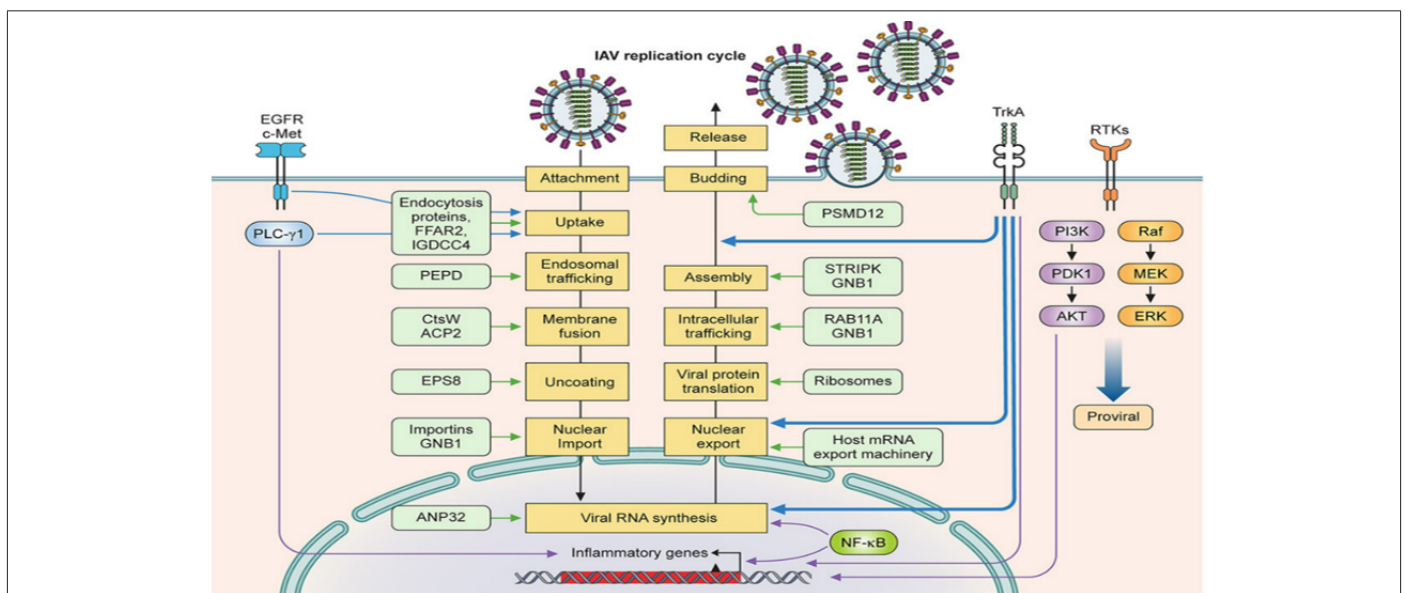 IAV replication cycle
EGFR
c-Met
TrkA
RTKs
Release
Attachment
Budding
Endocytosis
proteins,
FFAR2,
IGDCC4
Uptake
PSMD12
PLC-γ1
PI3K
Raf
PEPD
Endosomal
trafficking
Assembly
STRIPK
GNB1
PDK1
MEK
CtsW
ACP2
Membrane
fusion
Intracellular
trafficking
RAB11A
GNB1
AKT
ERK
EPS8
Uncoating
Viral protein
translation
Ribosomes
Proviral
Importins
GNB1
Nuclear
Import
Nuclear
export
Host mRNA
export machinery
ANP32
Viral RNA synthesis
NF-κB
Inflammatory genes